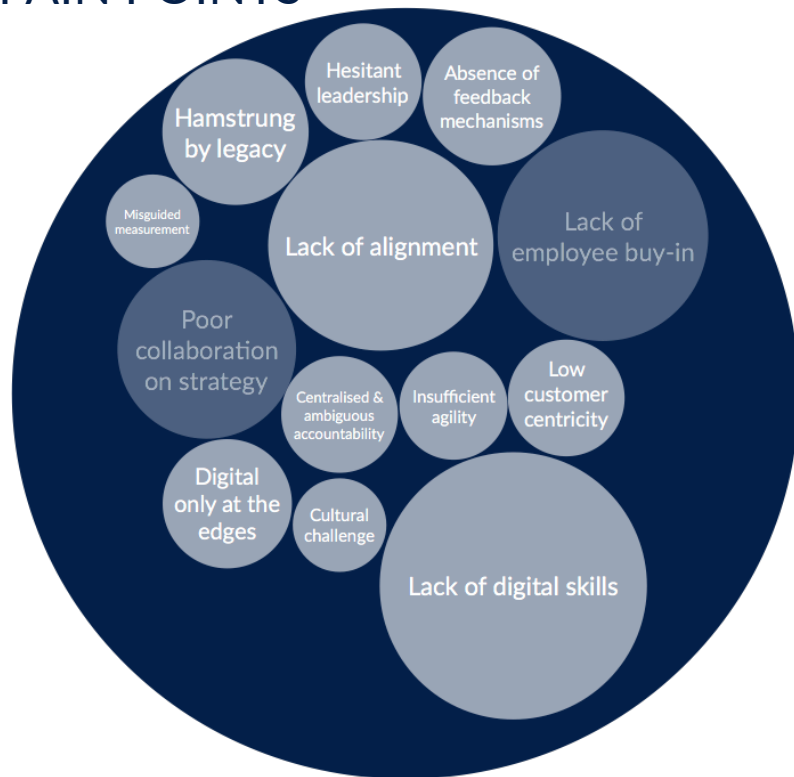 PAIN POINTS
Hesitant
leadership
Absence of
feedback
mechanisms
Hamstrung
by legacy
Misguided
measurement
Lack of alignment
Lack of
employee buy-in
Poor
collaboration
on strategy
Centralised &
ambiguous
accountability
Insufficient
agility
Low
customer
centricity
Digital
only at the
edges
Cultural
challenge
Lack of digital skills